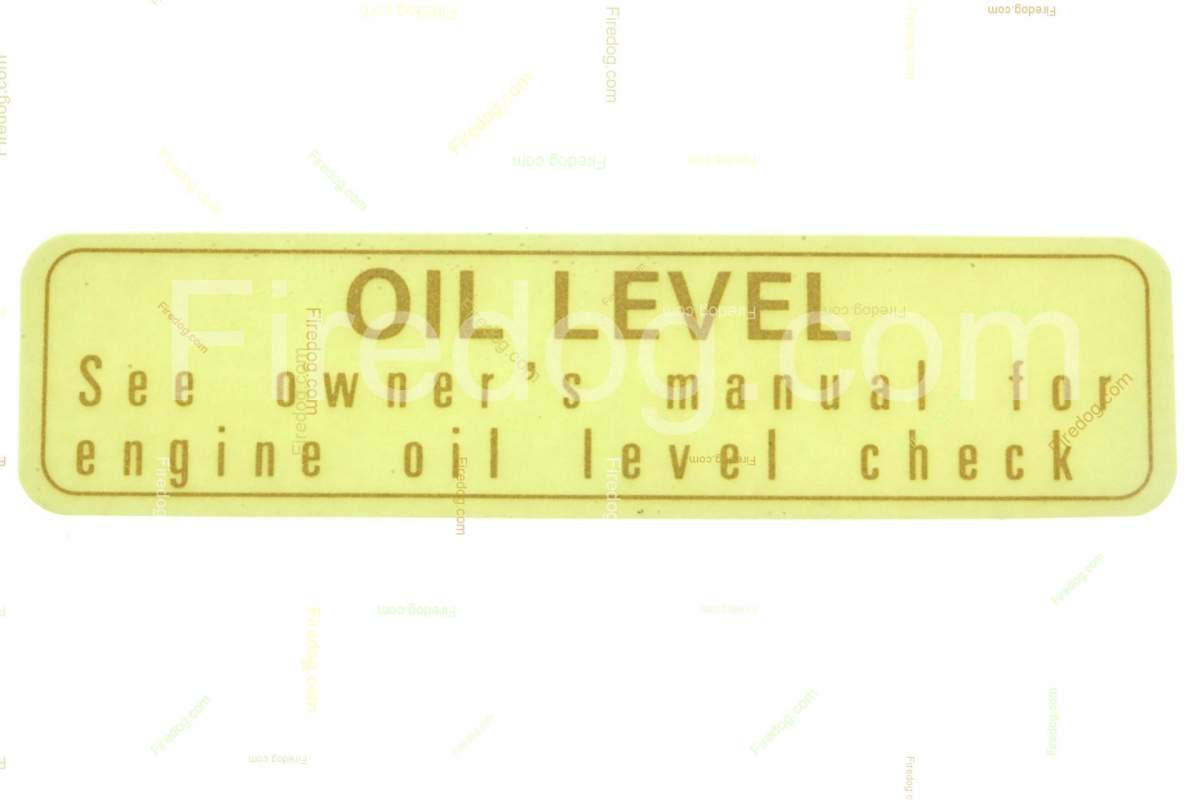 OIL LEVEL
See owner's manual for
engine oil level check
Firedog.com